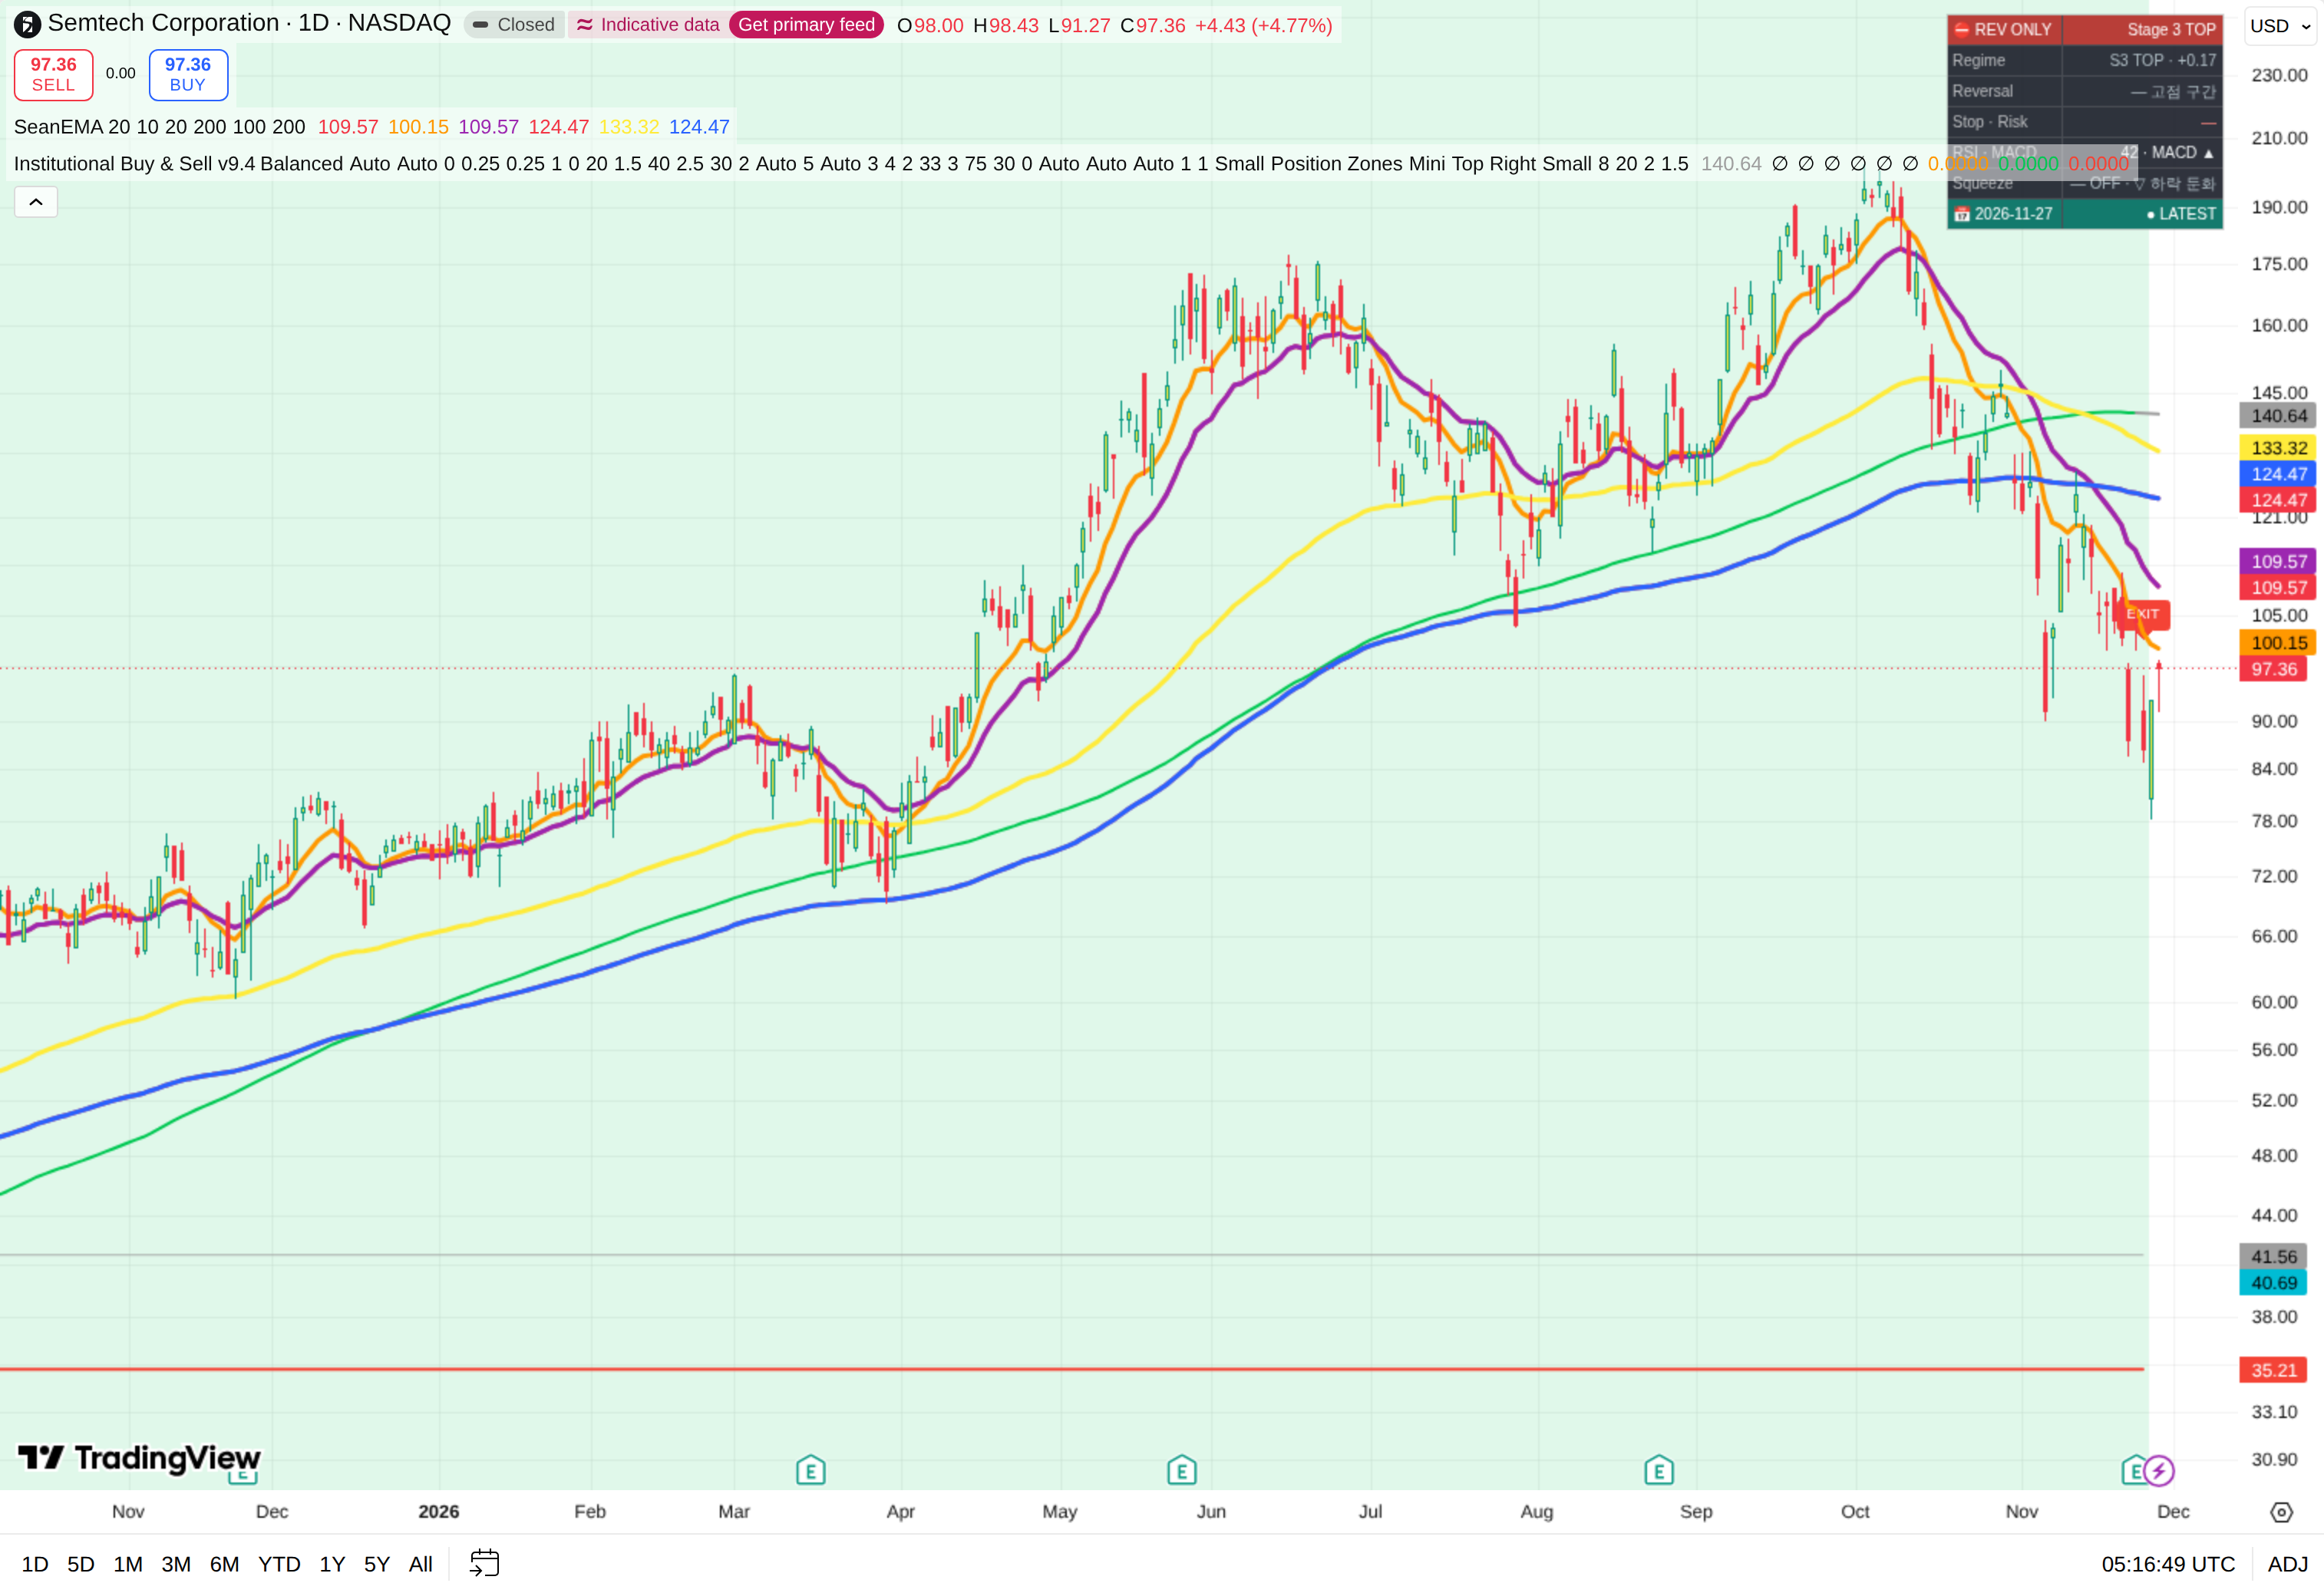 Semtech Corporation · 1D · NASDAQ Closed Indicative data Get primary feed O98.00 H98.43 L91.27 C97.36 +4.43 (+4.77%)
97.36 SELL 0.00 97.36 BUY
SeanEMA 20 10 20 200 100 200 109.57 100.15 109.57 124.47 133.32 124.47
Institutional Buy & Sell v9.4 Balanced Auto Auto 0 0.25 0.25 1 0 20 1.5 40 2.5 30 2 Auto 5 Auto 3 4 2 33 3 75 30 0 Auto Auto Auto 1 1 Small Position Zones Mini Top Right Small 8 20 2 1.5 140.64 ∅ ∅ ∅ ∅ ∅ ∅ 0.0000 0.0000 0.0000
REV ONLY Stage 3 TOP
Regime S3 TOP · +0.17
Reversal — 고점 구간
Stop · Risk —
RSI · MACD 42 · MACD ▲
Squeeze — OFF · ▽ 하락 둔화
2026-11-27 ● LATEST
USD
230.00
210.00
190.00
175.00
160.00
145.00
140.64
133.32
124.47
124.47
121.00
109.57
109.57
105.00
100.15
97.36
90.00
84.00
78.00
72.00
66.00
60.00
56.00
52.00
48.00
44.00
41.56
40.69
38.00
35.21
33.10
30.90
EXIT
TradingView
E E E E E
Nov Dec 2026 Feb Mar Apr May Jun Jul Aug Sep Oct Nov Dec
1D 5D 1M 3M 6M YTD 1Y 5Y All 05:16:49 UTC ADJ